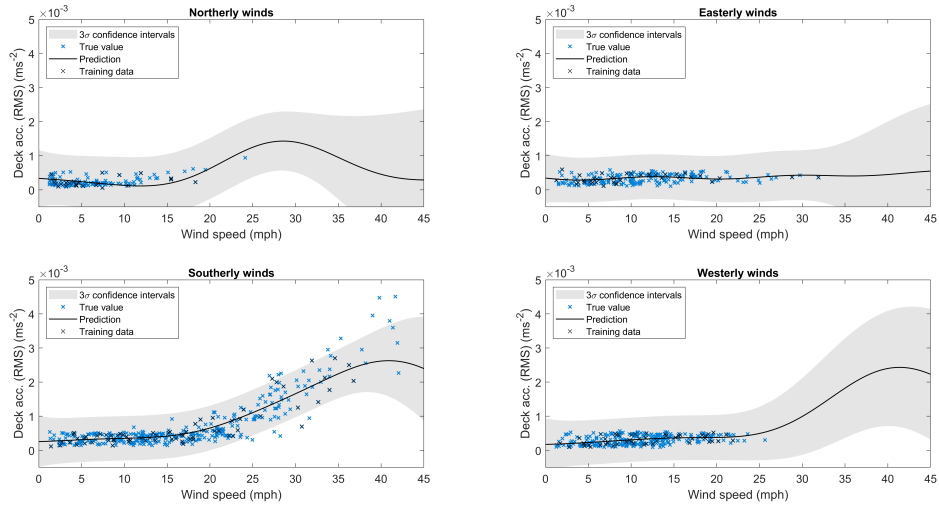 Northerly winds
×10⁻³
3σ confidence intervals
True value
Prediction
Training data
5
4
3
2
1
0
Deck acc. (RMS) (ms⁻²)
0 5 10 15 20 25 30 35 40 45
Wind speed (mph)
Easterly winds
×10⁻³
3σ confidence intervals
True value
Prediction
Training data
5
4
3
2
1
0
Deck acc. (RMS) (ms⁻²)
0 5 10 15 20 25 30 35 40 45
Wind speed (mph)
Southerly winds
×10⁻³
3σ confidence intervals
True value
Prediction
Training data
5
4
3
2
1
0
Deck acc. (RMS) (ms⁻²)
0 5 10 15 20 25 30 35 40 45
Wind speed (mph)
Westerly winds
×10⁻³
3σ confidence intervals
True value
Prediction
Training data
5
4
3
2
1
0
Deck acc. (RMS) (ms⁻²)
0 5 10 15 20 25 30 35 40 45
Wind speed (mph)